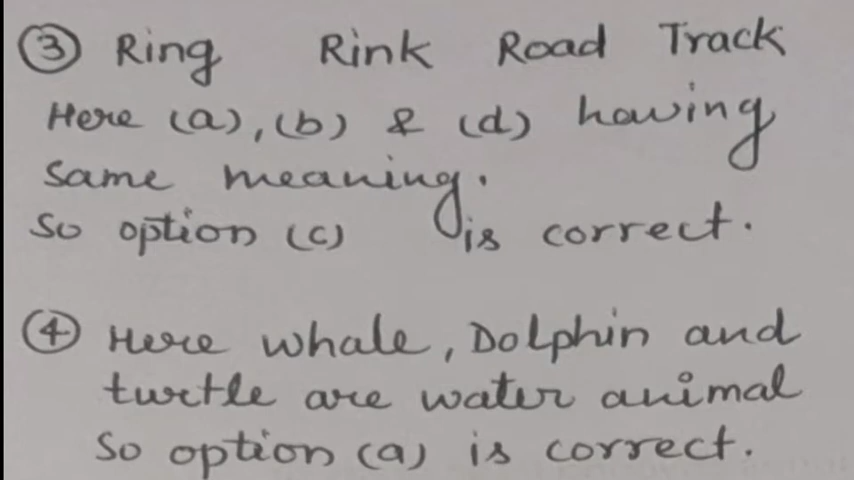 ③ Ring Rink Road Track
Here (a), (b) & (d) having
same meaning.
So option (c) is correct.
④ Here whale, Dolphin and
turtle are water animal
So option (a) is correct.